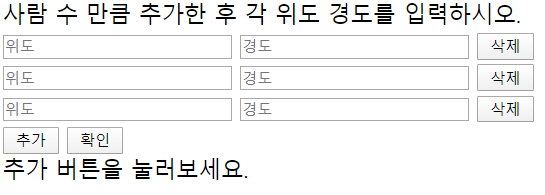 사람 수 만큼 추가한 후 각 위도 경도를 입력하시오.
위도 경도 삭제
위도 경도 삭제
위도 경도 삭제
추가 확인
추가 버튼을 눌러보세요.